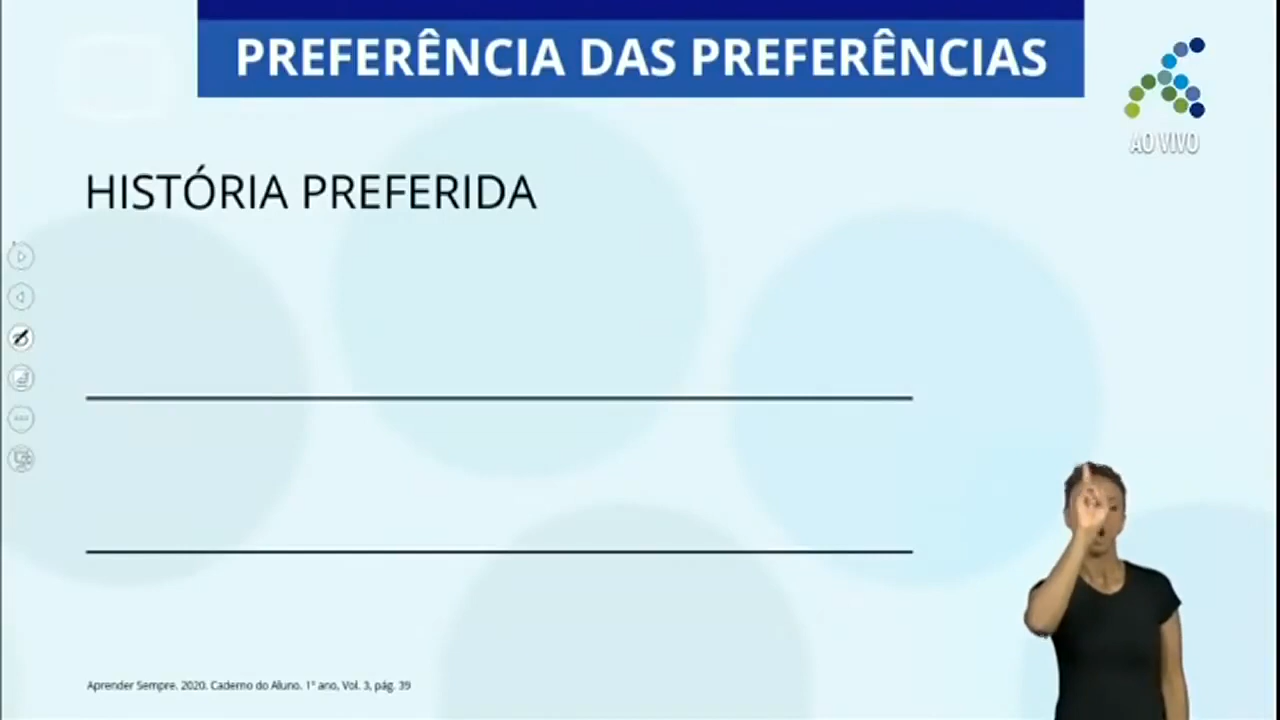 PREFERÊNCIA DAS PREFERÊNCIAS
AO VIVO
HISTÓRIA PREFERIDA
Aprender Sempre. 2020. Caderno do Aluno. 1º ano, Vol. 3, pág. 39